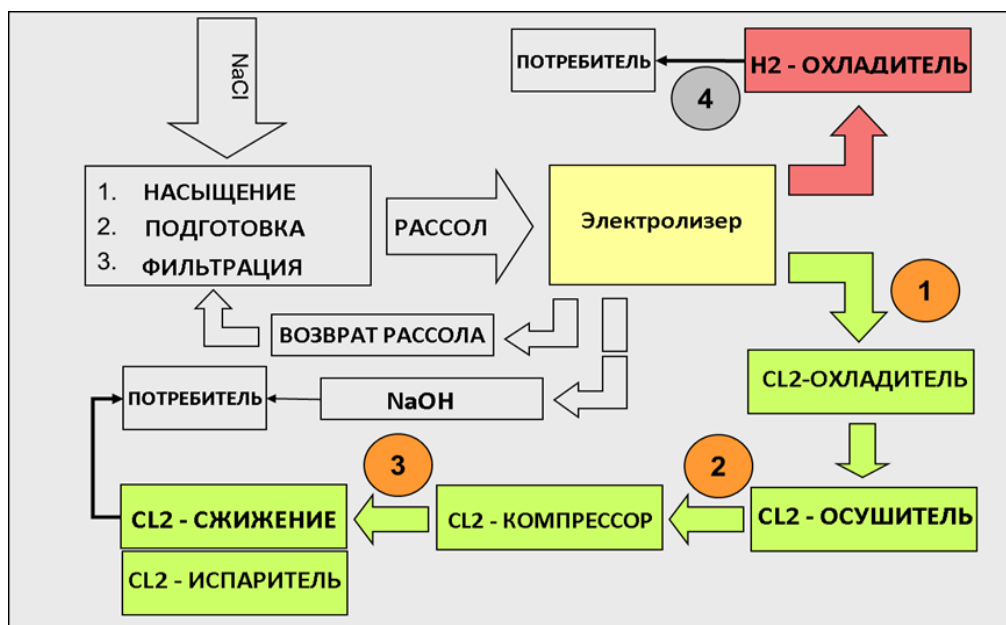 NaCl
ПОТРЕБИТЕЛЬ
H2 - ОХЛАДИТЕЛЬ
4
1. НАСЫЩЕНИЕ
2. ПОДГОТОВКА
3. ФИЛЬТРАЦИЯ
РАССОЛ
Электролизер
1
ВОЗВРАТ РАССОЛА
CL2-ОХЛАДИТЕЛЬ
ПОТРЕБИТЕЛЬ
NaOH
3
2
CL2 - СЖИЖЕНИЕ
CL2 - КОМПРЕССОР
CL2 - ОСУШИТЕЛЬ
CL2 - ИСПАРИТЕЛЬ